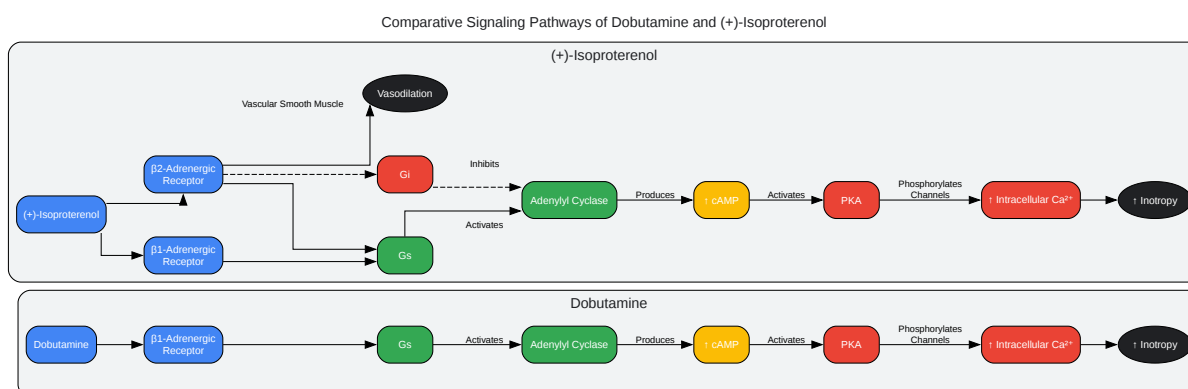 Comparative Signaling Pathways of Dobutamine and (+)-Isoproterenol
(+)-Isoproterenol
Vasodilation
Vascular Smooth Muscle
β2-Adrenergic
Receptor
Gi
Inhibits
(+)-Isoproterenol
Adenylyl Cyclase
Produces
↑ cAMP
Activates
PKA
Phosphorylates
Channels
↑ Intracellular Ca²⁺
↑ Inotropy
Activates
β1-Adrenergic
Receptor
Gs
Dobutamine
Dobutamine
β1-Adrenergic
Receptor
Gs
Activates
Adenylyl Cyclase
Produces
↑ cAMP
Activates
PKA
Phosphorylates
Channels
↑ Intracellular Ca²⁺
↑ Inotropy